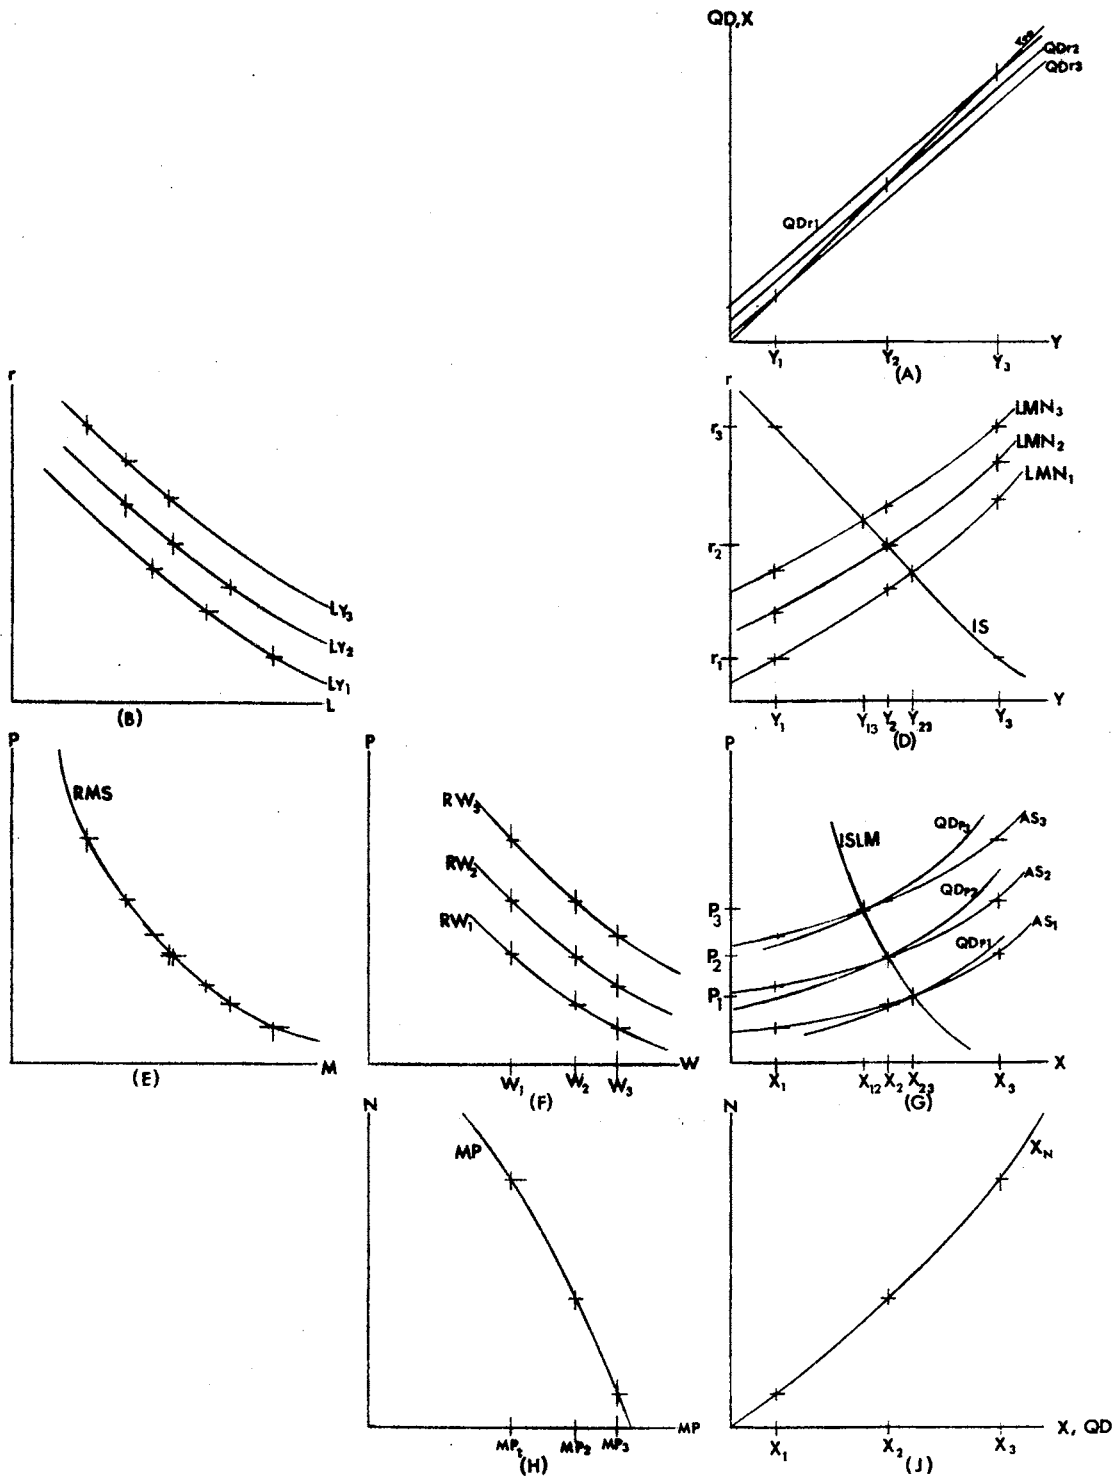 QD,X
45°
QDr2
QDr3
QDr1
Y1 Y2 Y3 Y
(A)
r
LY3
LY2
LY1
L
(B)
r
r3
r2
r1
LMN3
LMN2
LMN1
IS
Y1 Y13 Y2 Y23 Y3 Y
(D)
P
RMS
M
(E)
P
RW3
RW2
RW1
W1 W2 W3 W
(F)
P
P3
P2
P1
ISLM
QDP3
AS3
QDP2
AS2
QDP1
AS1
X1 X12 X2 X23 X3 X
(G)
N
MP
MP1 MP2 MP3 MP
(H)
N
XN
X1 X2 X3 X, QD
(J)